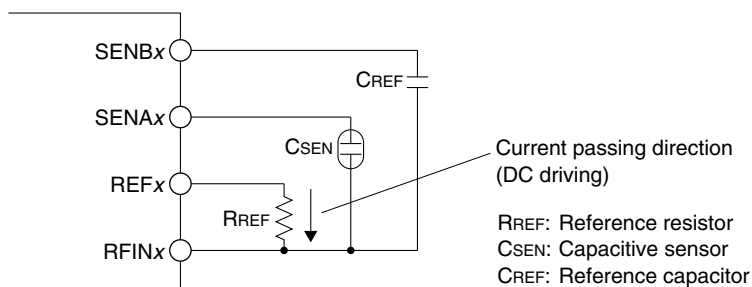 SENBx
CREF
SENAx
CSEN
Current passing direction
(DC driving)
REFx
RREF
RFINx
RREF: Reference resistor
CSEN: Capacitive sensor
CREF: Reference capacitor